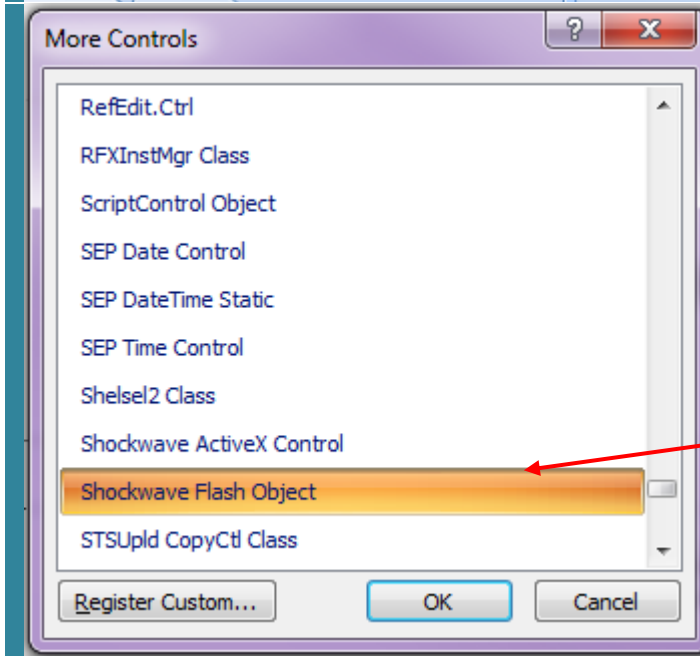 More Controls
?
RefEdit.Ctrl
RFXInstMgr Class
ScriptControl Object
SEP Date Control
SEP DateTime Static
SEP Time Control
Shelsel2 Class
Shockwave ActiveX Control
Shockwave Flash Object
STSUpld CopyCtl Class
Register Custom... OK Cancel